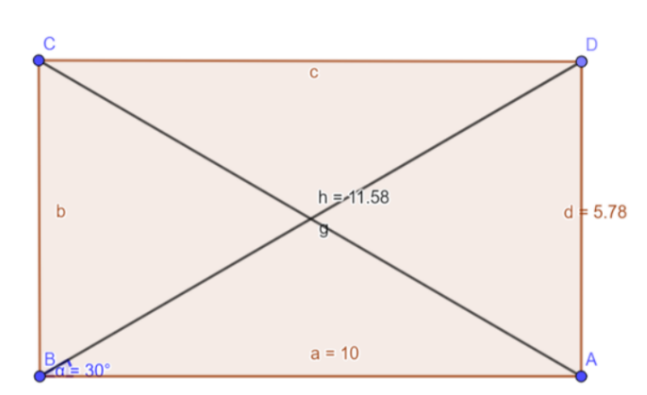 C
D
c
h = 11.58
b
d = 5.78
g
a = 10
B
α = 30°
A